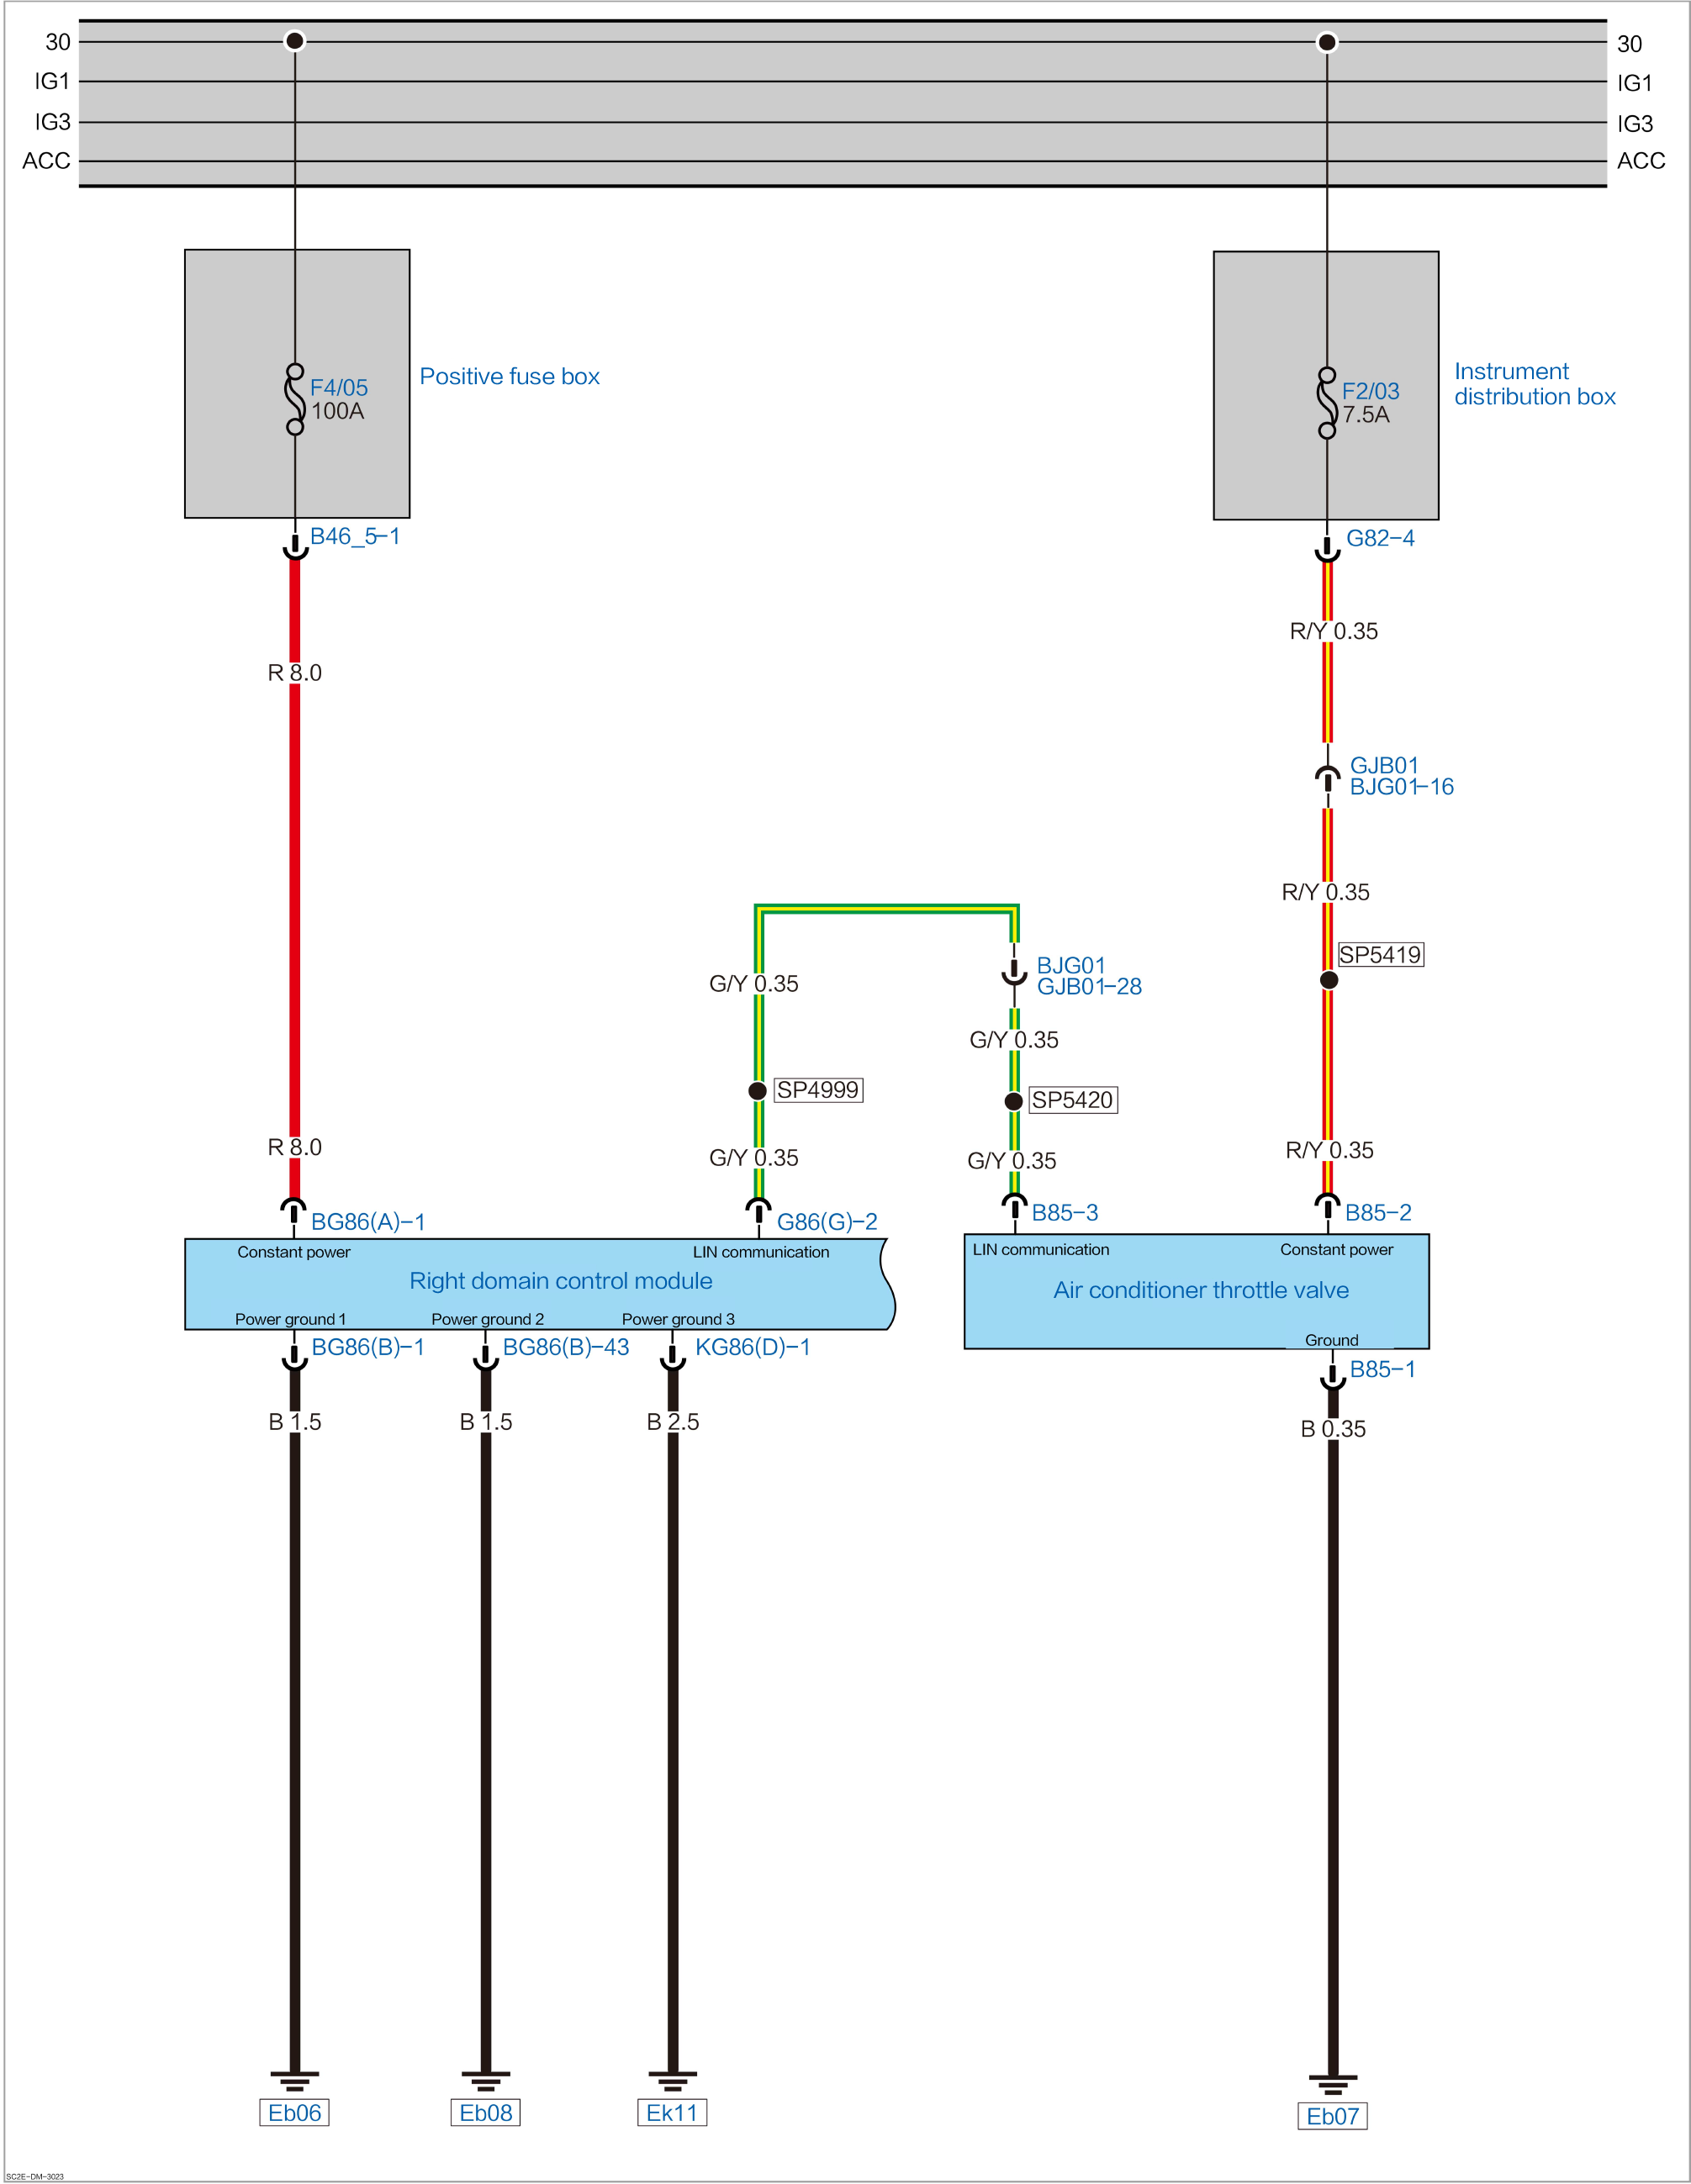 30
30
IG1
IG1
IG3
IG3
ACC
ACC
F4/05
100A
Positive fuse box
F2/03
7.5A
Instrument
distribution box
B46_5-1
G82-4
R/Y 0.35
R 8.0
GJB01
BJG01-16
R/Y 0.35
SP5419
BJG01
GJB01-28
G/Y 0.35
G/Y 0.35
SP4999
SP5420
R 8.0
G/Y 0.35
G/Y 0.35
R/Y 0.35
BG86(A)-1
G86(G)-2
B85-3
B85-2
Constant power
LIN communication
LIN communication
Constant power
Right domain control module
Air conditioner throttle valve
Power ground 1
Power ground 2
Power ground 3
Ground
BG86(B)-1
BG86(B)-43
KG86(D)-1
B85-1
B 1.5
B 1.5
B 2.5
B 0.35
Eb06
Eb08
Ek11
Eb07
SC2E-DM-3023